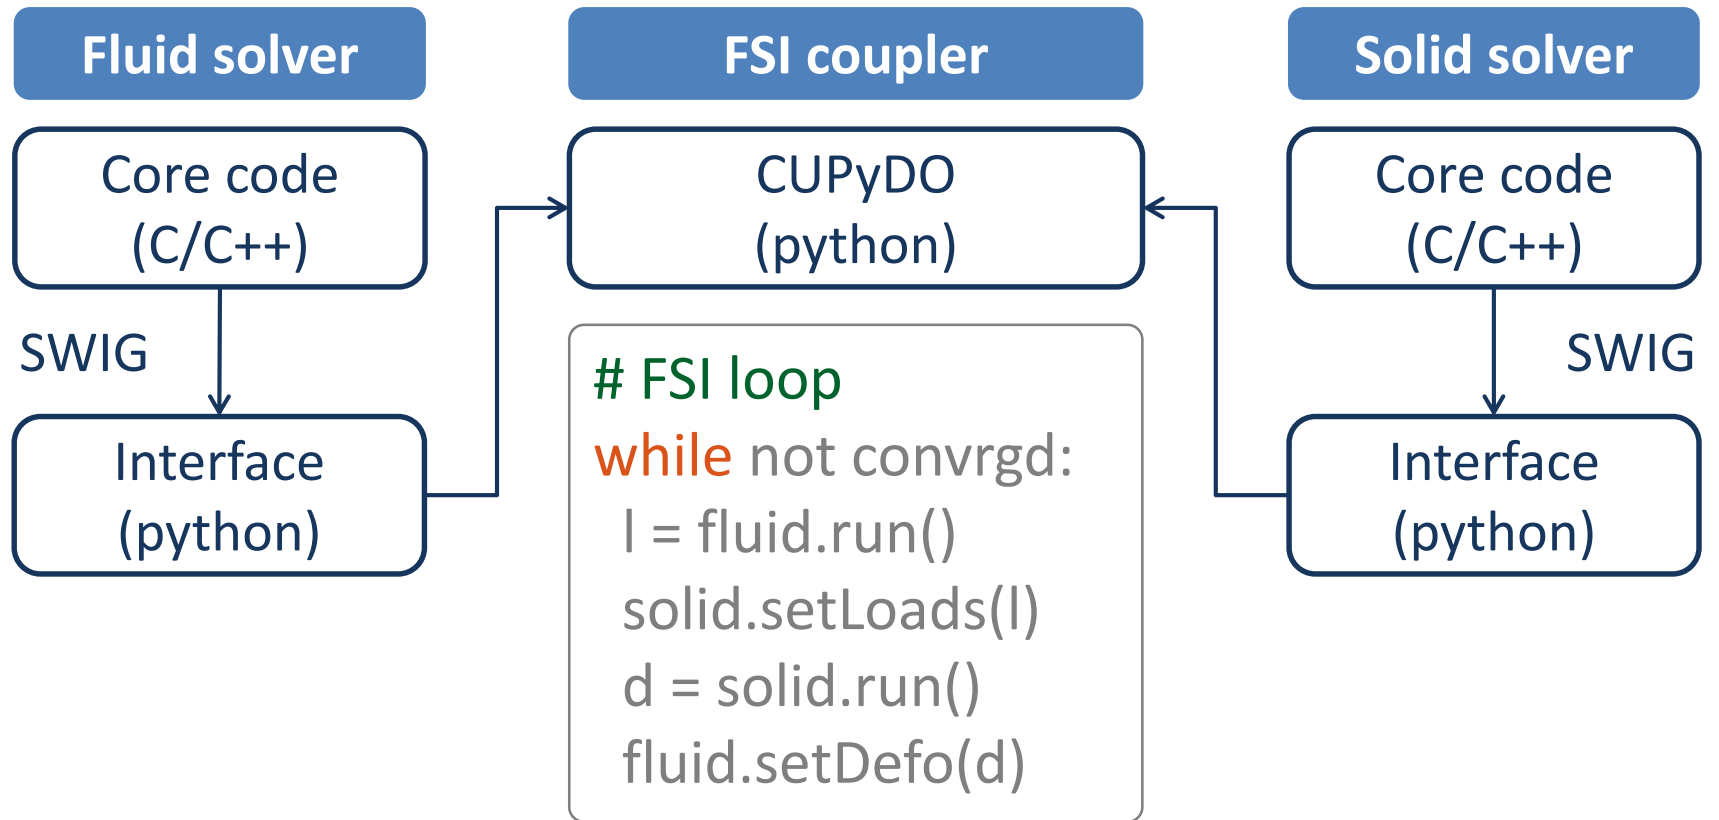 Fluid solver
Core code
(C/C++)
SWIG
Interface
(python)
FSI coupler
CUPyDO
(python)
# FSI loop
while not convrgd:
l = fluid.run()
solid.setLoads(l)
d = solid.run()
fluid.setDefo(d)
Solid solver
Core code
(C/C++)
SWIG
Interface
(python)